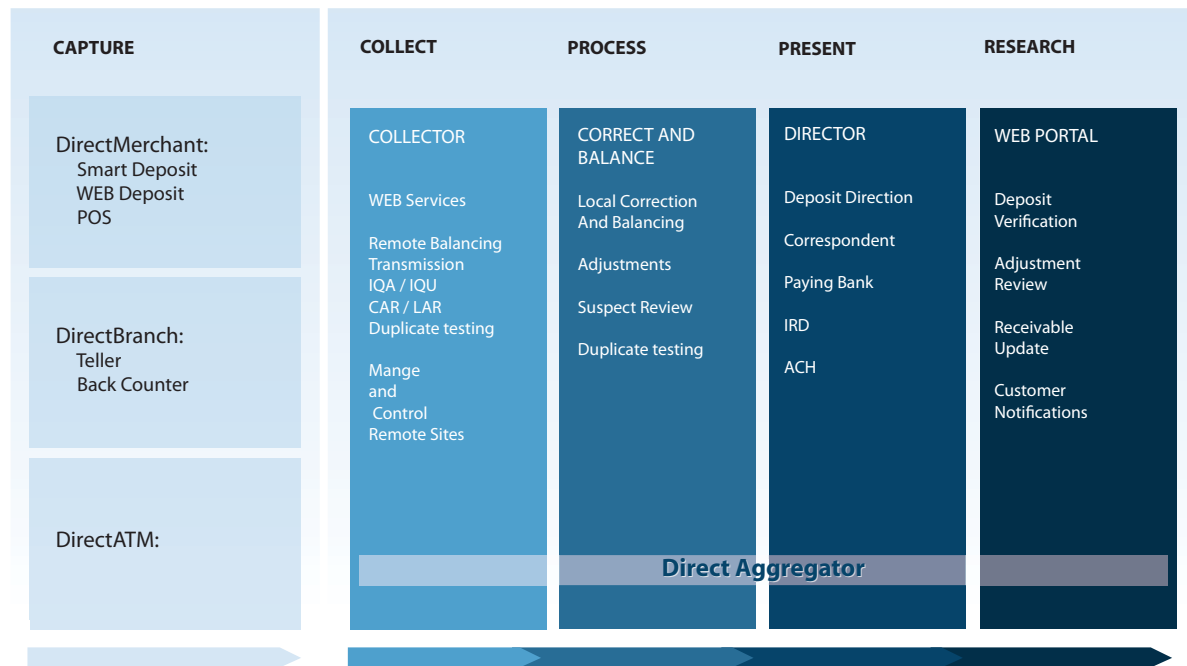 CAPTURE
DirectMerchant:
Smart Deposit
WEB Deposit
POS
DirectBranch:
Teller
Back Counter
DirectATM:
COLLECT
COLLECTOR
WEB Services
Remote Balancing
Transmission
IQA / IQU
CAR / LAR
Duplicate testing
Mange
and
Control
Remote Sites
PROCESS
CORRECT AND
BALANCE
Local Correction
And Balancing
Adjustments
Suspect Review
Duplicate testing
PRESENT
DIRECTOR
Deposit Direction
Correspondent
Paying Bank
IRD
ACH
RESEARCH
WEB PORTAL
Deposit
Verification
Adjustment
Review
Receivable
Update
Customer
Notifications
Direct Aggregator